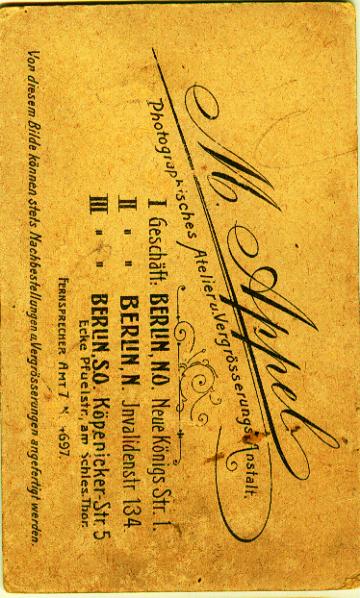 M. Appel
Photographisches Atelier u. Vergrösserungs Anstalt.
I Geschäft: BERLIN, N.O. Neue Königs Str. 1.
II " " BERLIN, N. Invalidenstr. 134.
III " " BERLIN. S.O. Köpenicker-Str. 5
Ecke Pfuelstr., am Schles. Thor.
FERNSPRECHER AMT 7 N. 4697.
Von diesem Bilde können stets Nachbestellungen u. Vergrösserungen angefertigt werden.